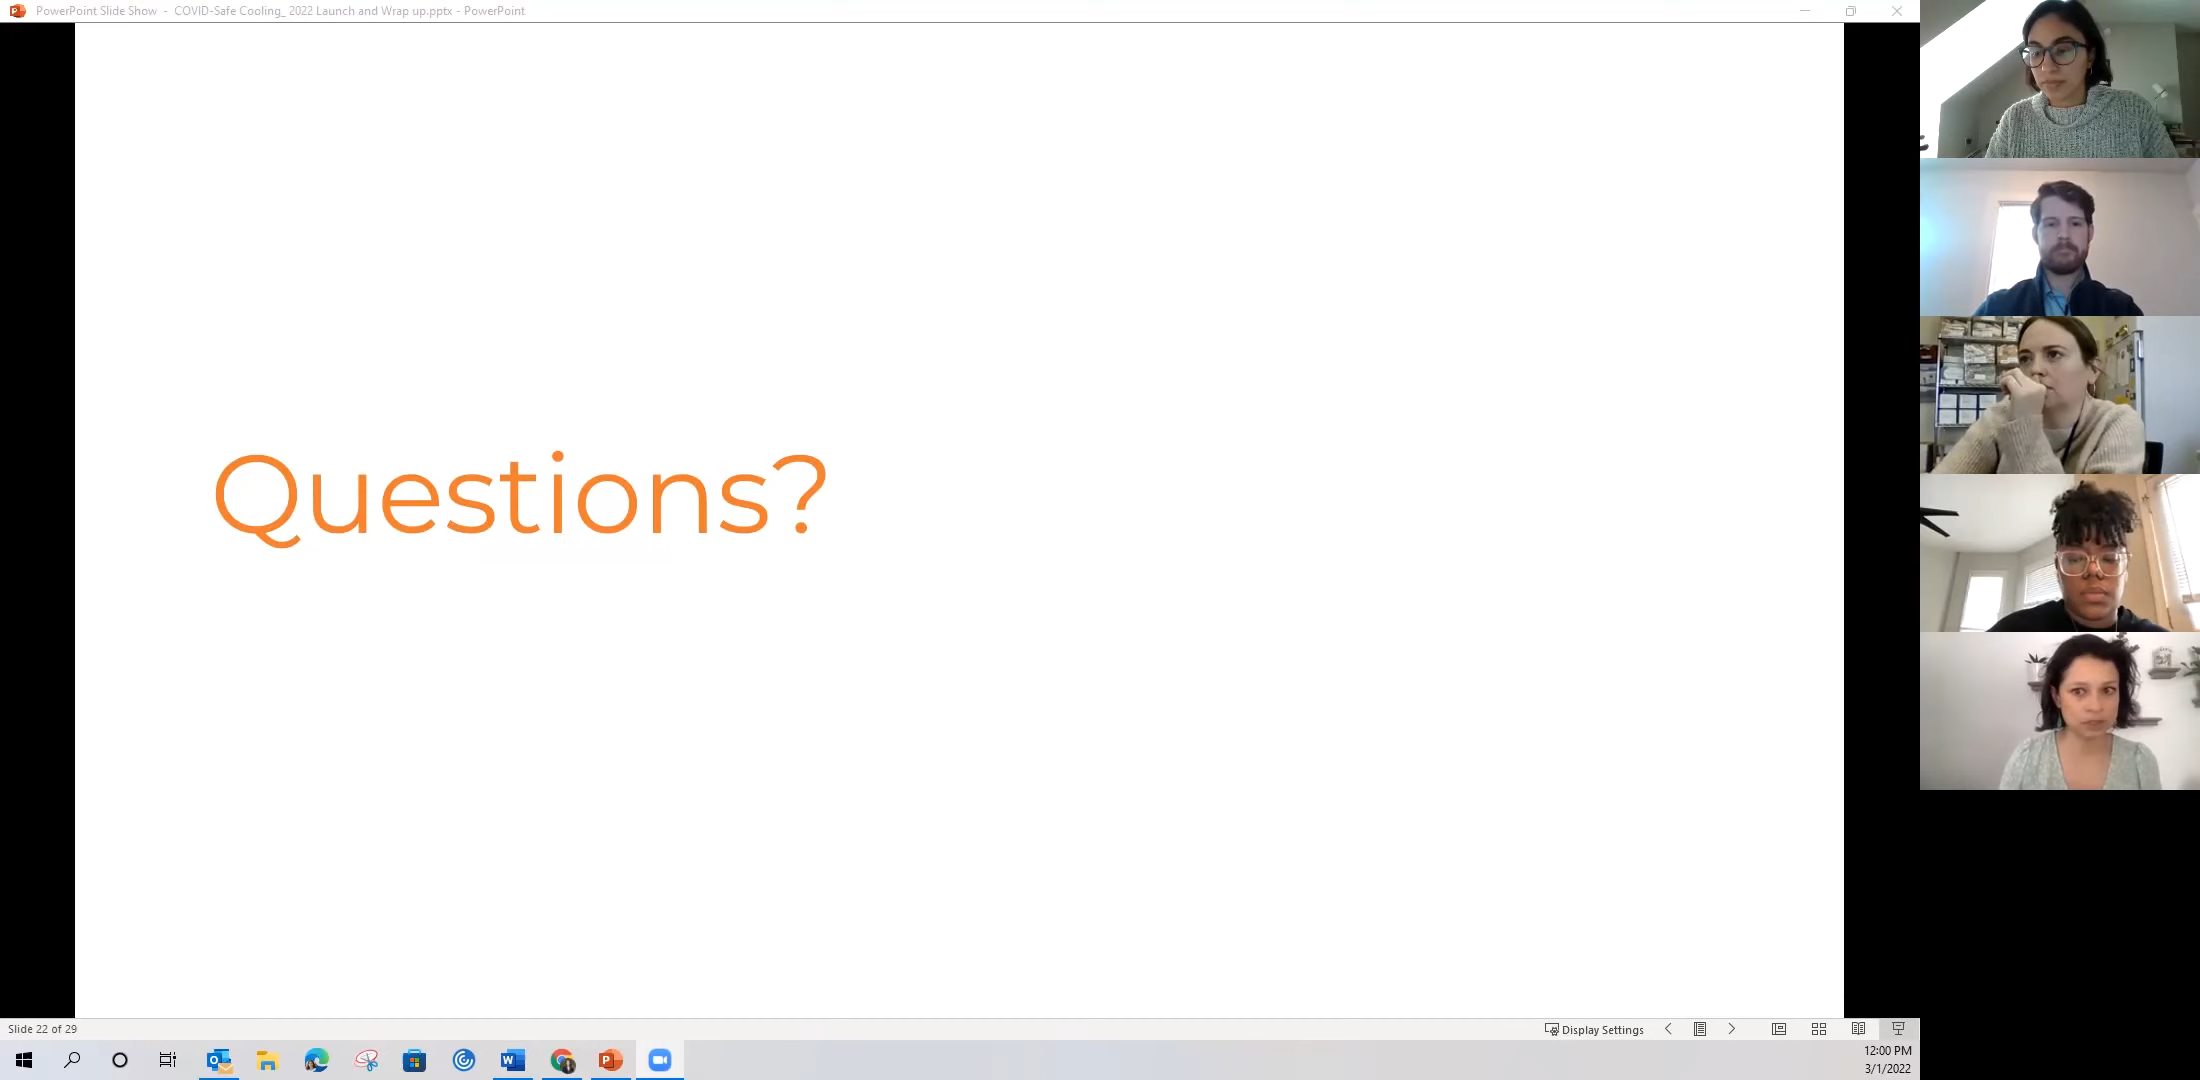 PowerPoint Slide Show - COVID-Safe Cooling_ 2022 Launch and Wrap up.pptx - PowerPoint
Questions?
Slide 22 of 29
Display Settings
12:00 PM
3/1/2022